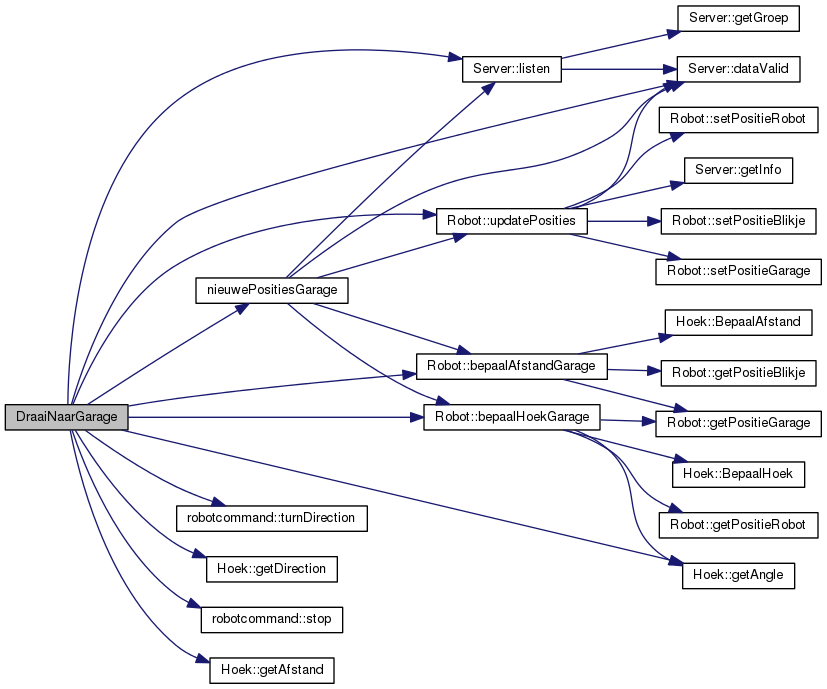 Server::getGroep
Server::listen
Server::dataValid
Robot::setPositieRobot
Server::getInfo
Robot::updatePosities
Robot::setPositieBlikje
Robot::setPositieGarage
nieuwePositiesGarage
Hoek::BepaalAfstand
Robot::bepaalAfstandGarage
Robot::getPositieBlikje
DraaiNaarGarage
Robot::bepaalHoekGarage
Robot::getPositieGarage
Hoek::BepaalHoek
robotcommand::turnDirection
Robot::getPositieRobot
Hoek::getDirection
Hoek::getAngle
robotcommand::stop
Hoek::getAfstand